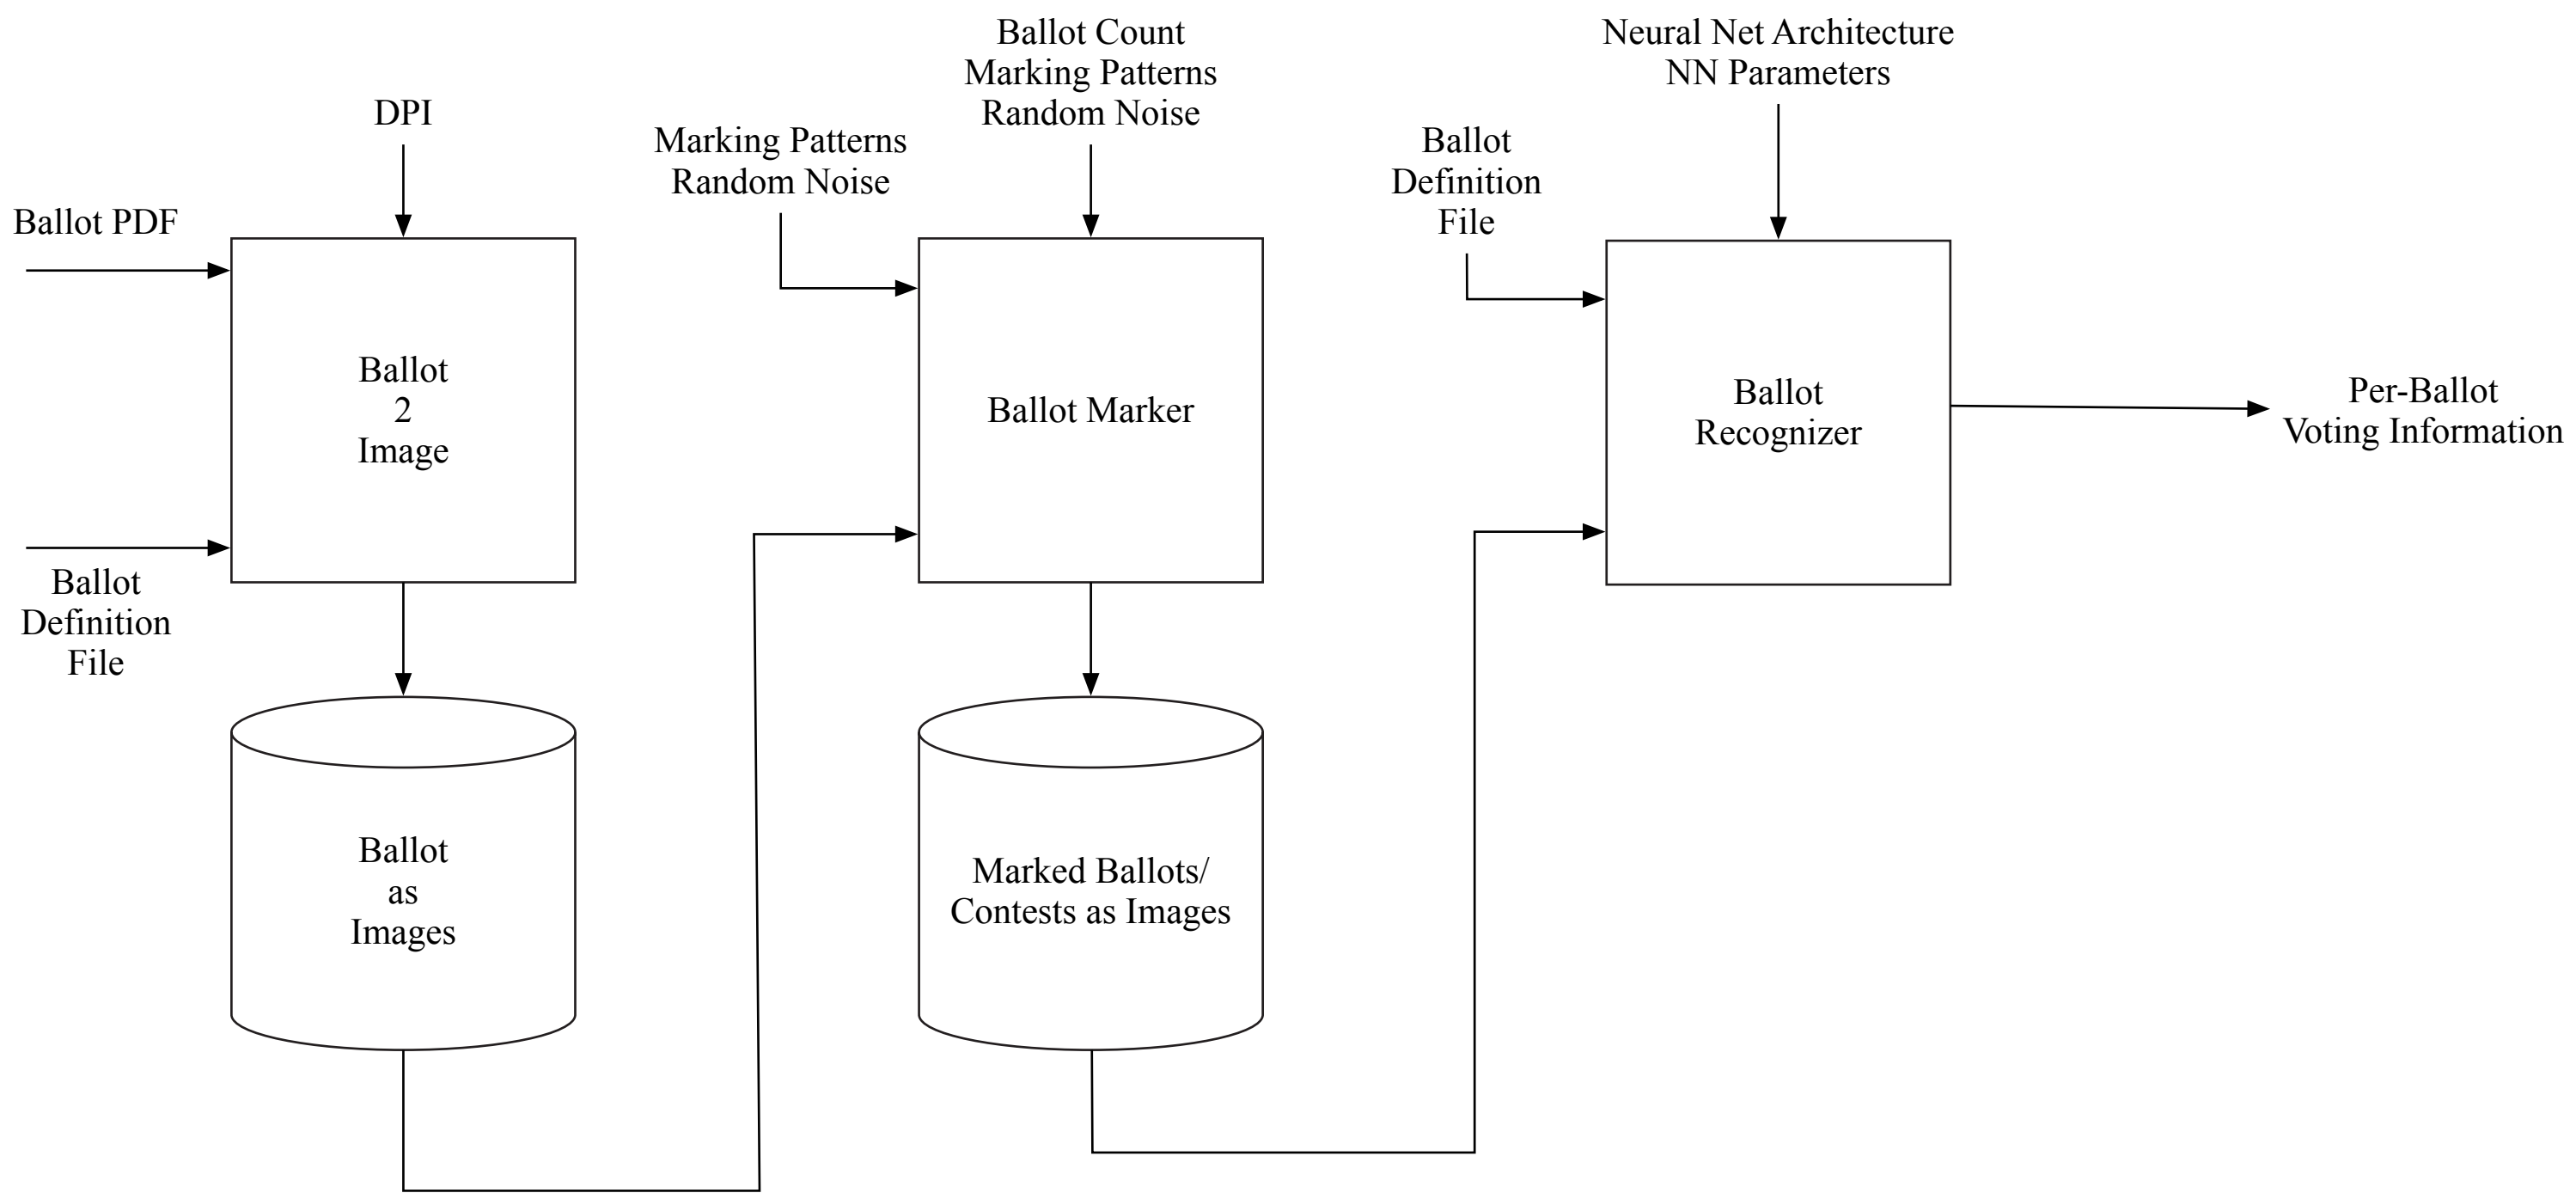 Ballot Count
Marking Patterns
Random Noise
Neural Net Architecture
NN Parameters
DPI
Marking Patterns
Random Noise
Ballot
Definition
File
Ballot PDF
Ballot
2
Image
Ballot Marker
Ballot
Recognizer
Per-Ballot
Voting Information
Ballot
Definition
File
Ballot
as
Images
Marked Ballots/
Contests as Images